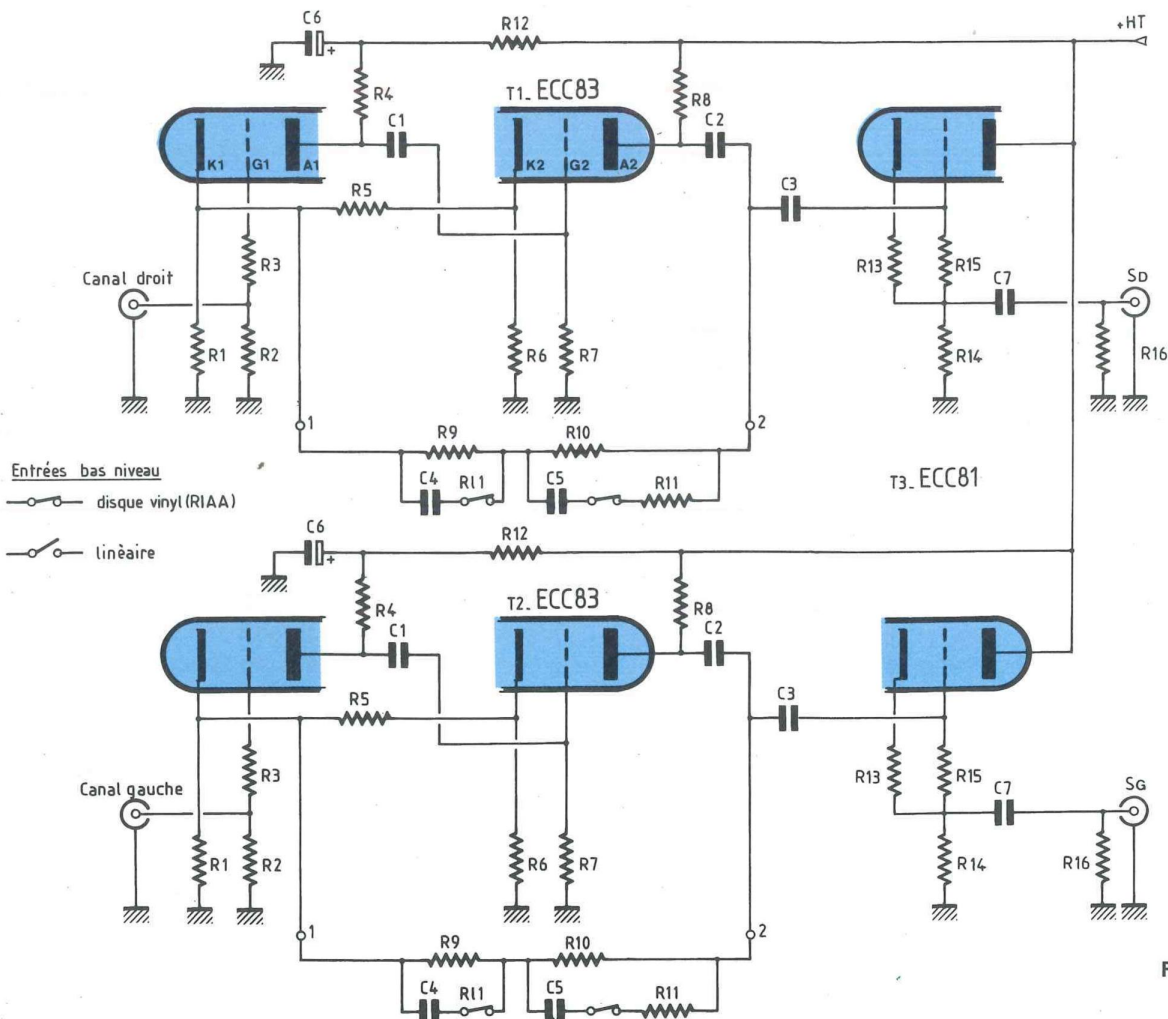 C6
+
R12
+HT
R4
T1_ECC83
R8
C1
C2
K1
G1
A1
K2
G2
A2
R5
C3
R3
R13
R15
Canal droit
C7
SD
R1
R2
R6
R7
R14
R16
1
2
R9
R10
C4
Rl1
C5
R11
Entrées bas niveau
disque vinyl (RIAA)
linèaire
T3_ECC81
C6
+
R12
R4
T2_ECC83
R8
C1
C2
R5
C3
R3
R13
R15
Canal gauche
C7
SG
R1
R2
R6
R7
R14
R16
1
2
R9
R10
C4
Rl1
C5
R11
F